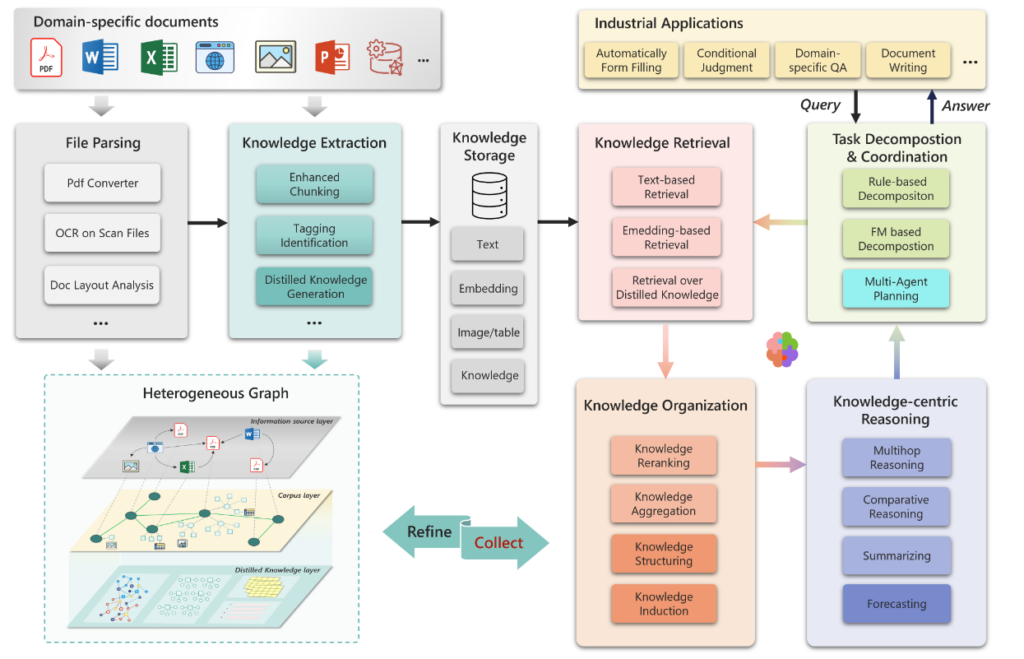 Domain-specific documents
PDF
...
Industrial Applications
Automatically
Form Filling
Conditional
Judgment
Domain-
specific QA
Document
Writing
...
Query
Answer
File Parsing
Pdf Converter
OCR on Scan Files
Doc Layout Analysis
...
Knowledge Extraction
Enhanced
Chunking
Tagging
Identification
Distilled Knowledge
Generation
...
Knowledge
Storage
Text
Embedding
Image/table
Knowledge
Knowledge Retrieval
Text-based
Retrieval
Emedding-based
Retrieval
Retrieval over
Distilled Knowledge
Task Decompostion
& Coordination
Rule-based
Decompositon
FM based
Decompostion
Multi-Agent
Planning
Heterogeneous Graph
Information source layer
Corpus layer
Distilled Knowledge layer
Refine
Collect
Knowledge Organization
Knowledge
Reranking
Knowledge
Aggregation
Knowledge
Structuring
Knowledge
Induction
Knowledge-centric
Reasoning
Multihop
Reasoning
Comparative
Reasoning
Summarizing
Forecasting